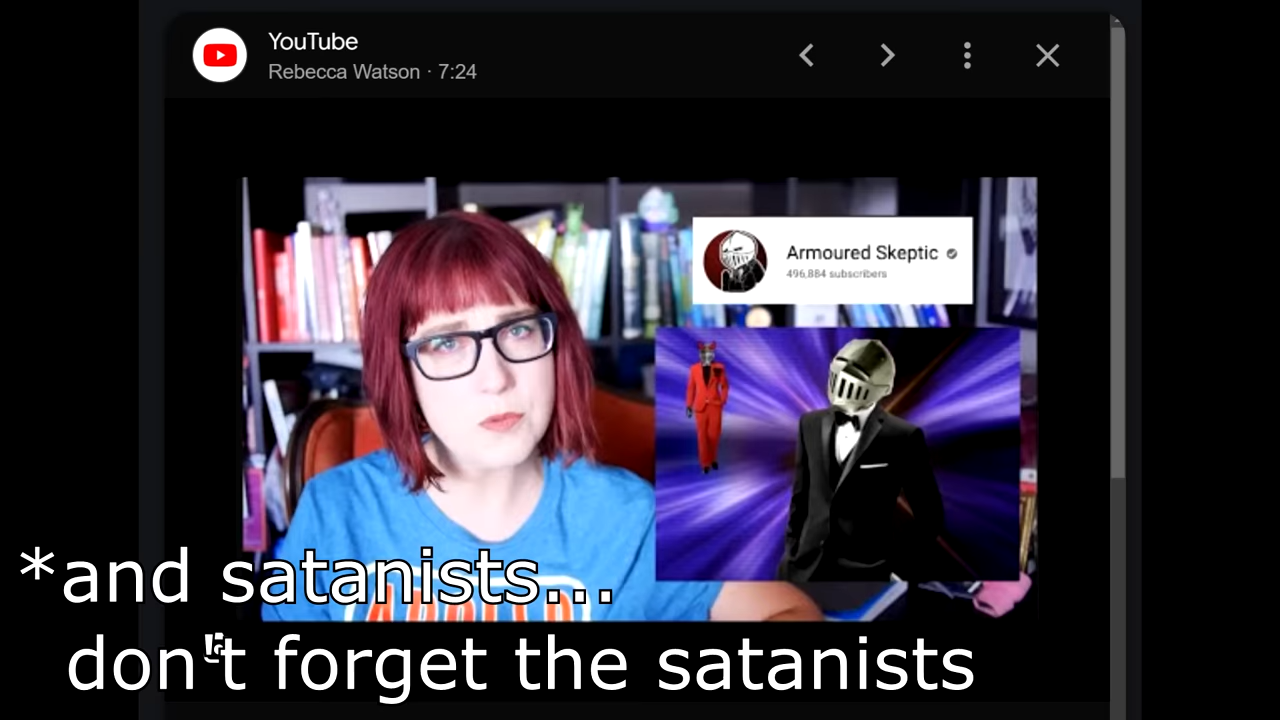 YouTube
Rebecca Watson · 7:24
Armoured Skeptic
496,884 subscribers
*and satanists...
don't forget the satanists